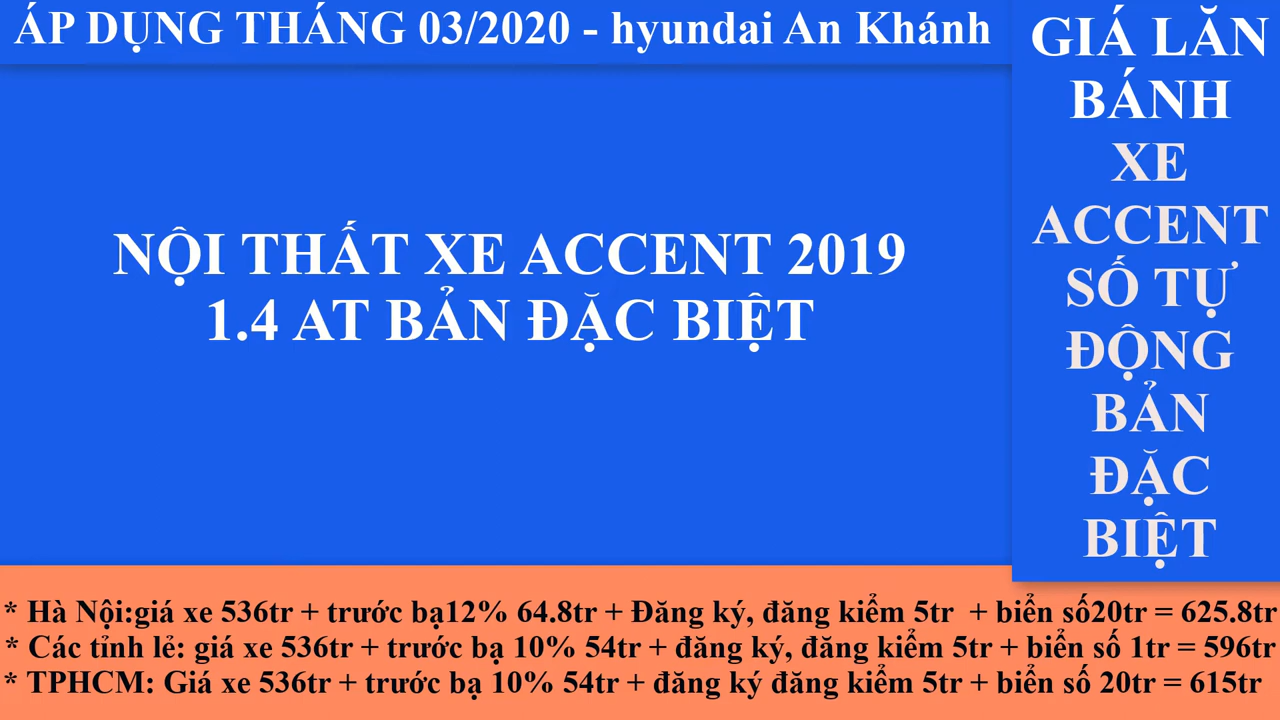 ÁP DỤNG THÁNG 03/2020 - hyundai An Khánh
GIÁ LĂN
BÁNH
XE
ACCENT
SỐ TỰ
ĐỘNG
BẢN
ĐẶC
BIỆT
NỘI THẤT XE ACCENT 2019
1.4 AT BẢN ĐẶC BIỆT
* Hà Nội:giá xe 536tr + trước bạ12% 64.8tr + Đăng ký, đăng kiểm 5tr + biển số20tr = 625.8tr
* Các tỉnh lẻ: giá xe 536tr + trước bạ 10% 54tr + đăng ký, đăng kiểm 5tr + biển số 1tr = 596tr
* TPHCM: Giá xe 536tr + trước bạ 10% 54tr + đăng ký đăng kiểm 5tr + biển số 20tr = 615tr